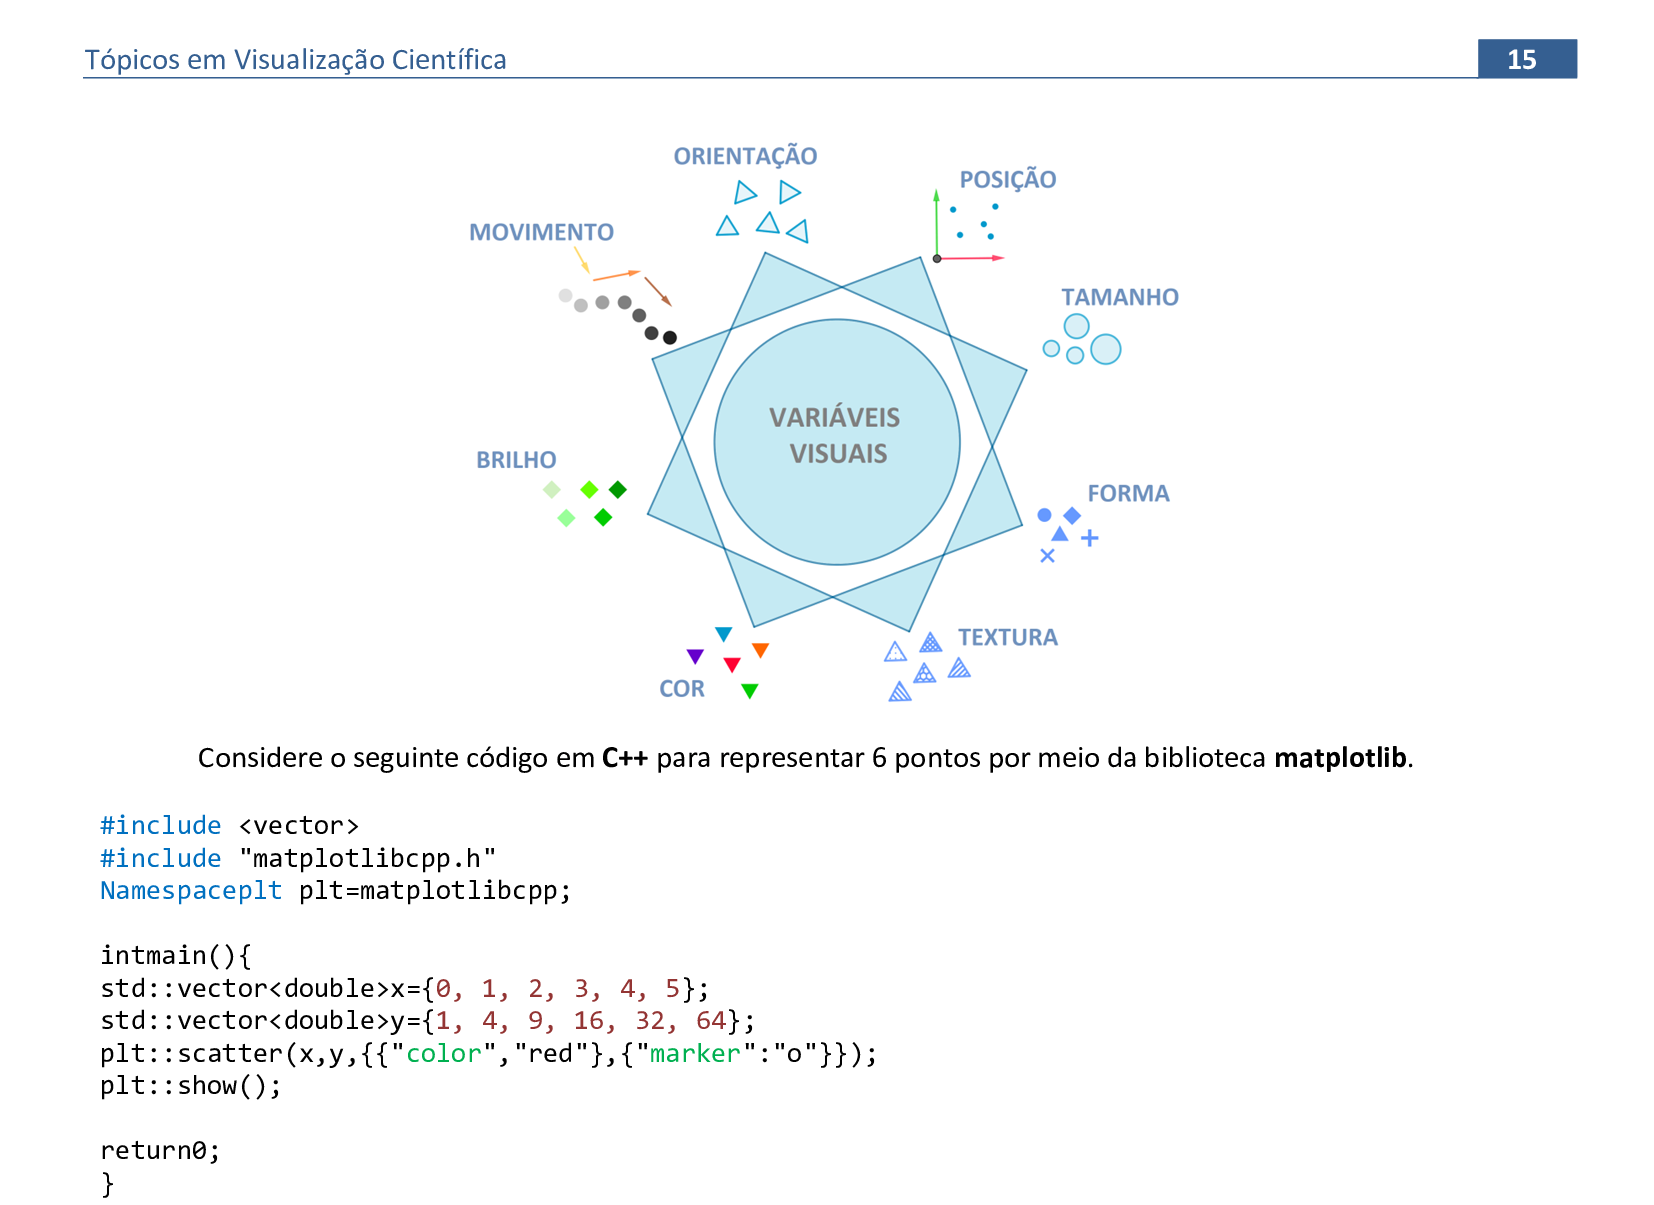 Tópicos em Visualização Científica
15
ORIENTAÇÃO
POSIÇÃO
MOVIMENTO
TAMANHO
VARIÁVEIS
VISUAIS
BRILHO
FORMA
TEXTURA
COR
Considere o seguinte código em C++ para representar 6 pontos por meio da biblioteca matplotlib.
#include <vector>
#include "matplotlibcpp.h"
Namespaceplt plt=matplotlibcpp;
intmain(){
std::vector<double>x={0, 1, 2, 3, 4, 5};
std::vector<double>y={1, 4, 9, 16, 32, 64};
plt::scatter(x,y,{{"color","red"},{"marker":"o"}});
plt::show();
return0;
}